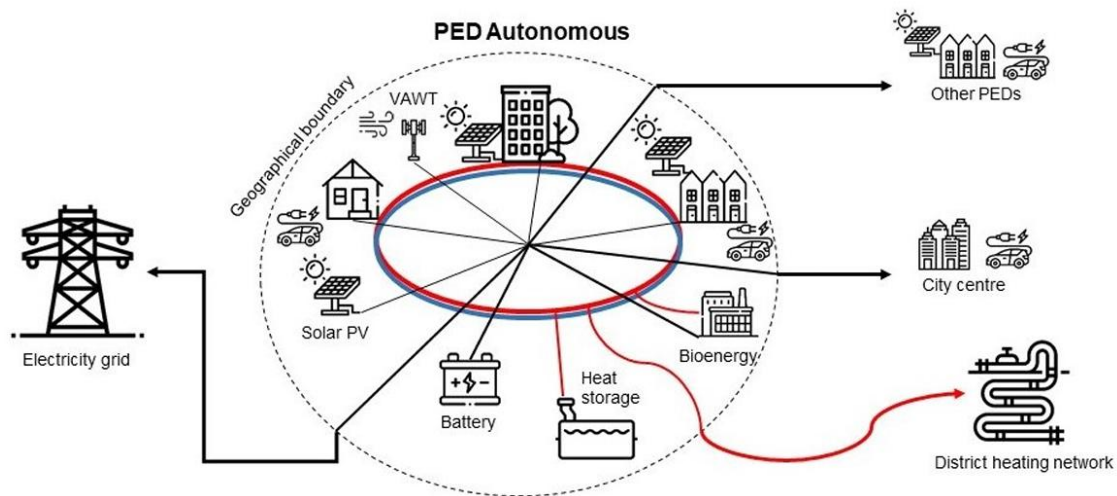 PED Autonomous
Geographical boundary
VAWT
Other PEDs
City centre
Electricity grid
Solar PV
Bioenergy
Battery
Heat
storage
District heating network